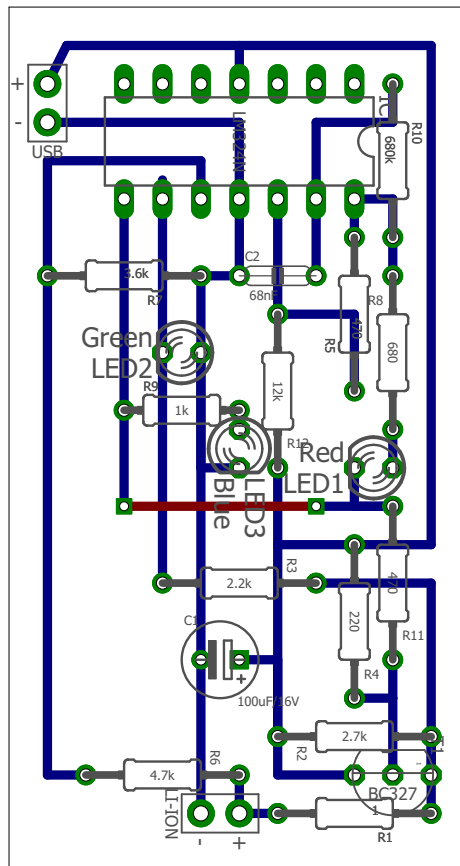 +
-
USB
IC
LM324N
R10
680k
C2
68nF
3.6k
R7
R8
470
R5
680
Green
LED2
R9
1k
12k
R12
Red
LED1
LED3
Blue
R3
2.2k
220
R4
470
R11
C1
+
100uF/16V
R2
2.7k
T1
1
R6
4.7k
BC327
LI-ION
-
+
1
R1